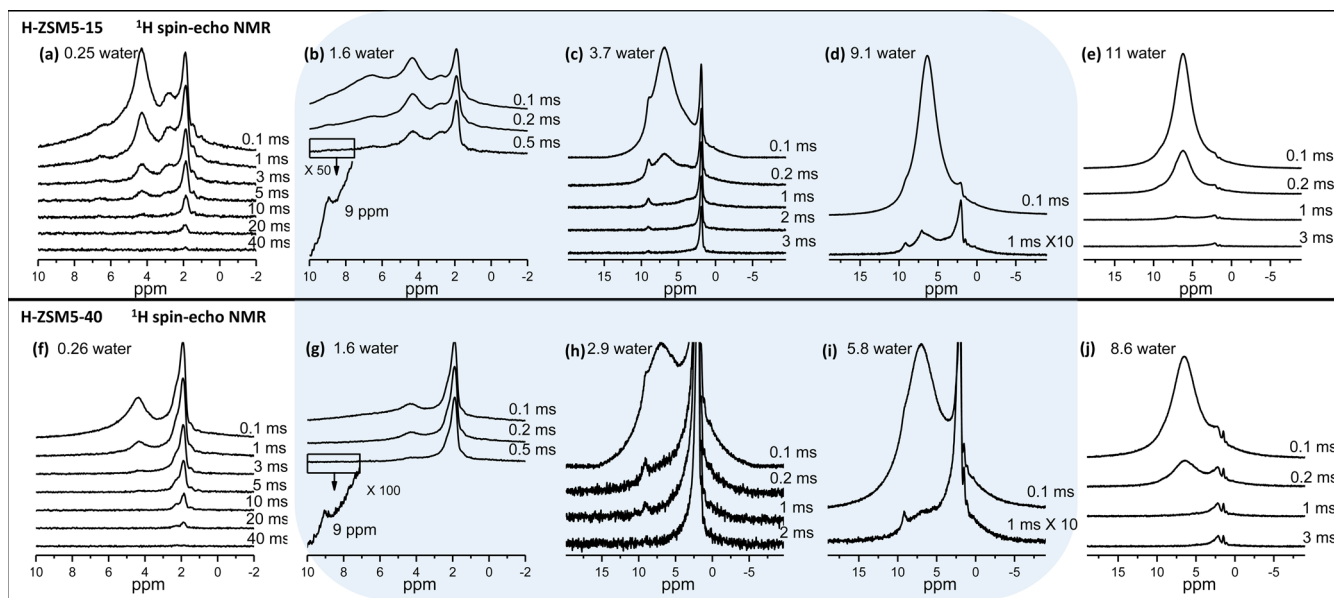 H-ZSM5-15 ¹H spin-echo NMR
(a) 0.25 water
0.1 ms
1 ms
3 ms
5 ms
10 ms
20 ms
40 ms
10 8 6 4 2 0 -2
ppm
(b) 1.6 water
0.1 ms
0.2 ms
0.5 ms
X 50
9 ppm
10 8 6 4 2 0 -2
ppm
(c) 3.7 water
0.1 ms
0.2 ms
1 ms
2 ms
3 ms
15 10 5 0 -5
ppm
(d) 9.1 water
0.1 ms
1 ms X10
15 10 5 0 -5
ppm
(e) 11 water
0.1 ms
0.2 ms
1 ms
3 ms
15 10 5 0 -5
ppm
H-ZSM5-40 ¹H spin-echo NMR
(f) 0.26 water
0.1 ms
1 ms
3 ms
5 ms
10 ms
20 ms
40 ms
10 8 6 4 2 0 -2
ppm
(g) 1.6 water
0.1 ms
0.2 ms
0.5 ms
X 100
9 ppm
10 8 6 4 2 0 -2
ppm
(h) 2.9 water
0.1 ms
0.2 ms
1 ms
2 ms
15 10 5 0 -5
ppm
(i) 5.8 water
0.1 ms
1 ms X 10
15 10 5 0 -5
ppm
(j) 8.6 water
0.1 ms
0.2 ms
1 ms
3 ms
15 10 5 0 -5
ppm